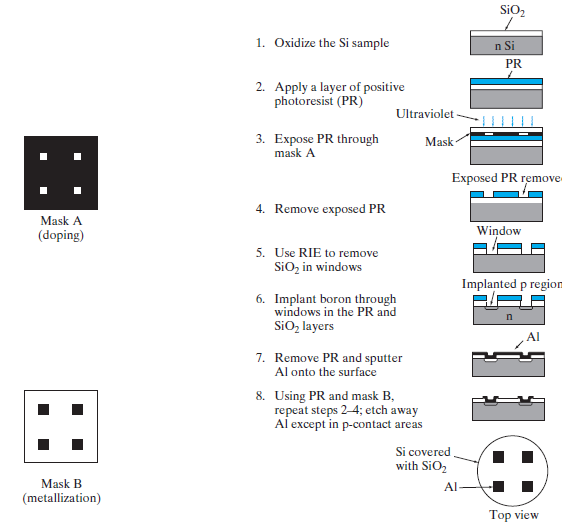 SiO₂
1. Oxidize the Si sample
n Si
PR
2. Apply a layer of positive
photoresist (PR)
Ultraviolet
3. Expose PR through
mask A
Mask
Exposed PR remove
Mask A
(doping)
4. Remove exposed PR
Window
5. Use RIE to remove
SiO₂ in windows
Implanted p region
6. Implant boron through
windows in the PR and
SiO₂ layers
n
Al
7. Remove PR and sputter
Al onto the surface
8. Using PR and mask B,
repeat steps 2–4; etch away
Al except in p-contact areas
Si covered
with SiO₂
Al
Mask B
(metallization)
Top view